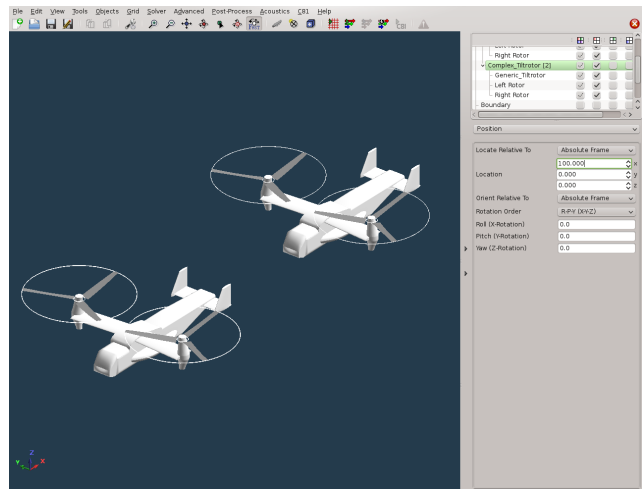 File Edit View Tools Objects Grid Solver Advanced Post-Process Acoustics CBI Help
Right Rotor
Complex_Tiltrotor [2]
Generic_Tiltrotor
Left Rotor
Right Rotor
Boundary
Position
Locate Relative To Absolute Frame
100.000 x
Location 0.000 y
0.000 z
Orient Relative To Absolute Frame
Rotation Order R-P-Y (X-Y-Z)
Roll (X-Rotation) 0.0
Pitch (Y-Rotation) 0.0
Yaw (Z-Rotation) 0.0
Z
Y X